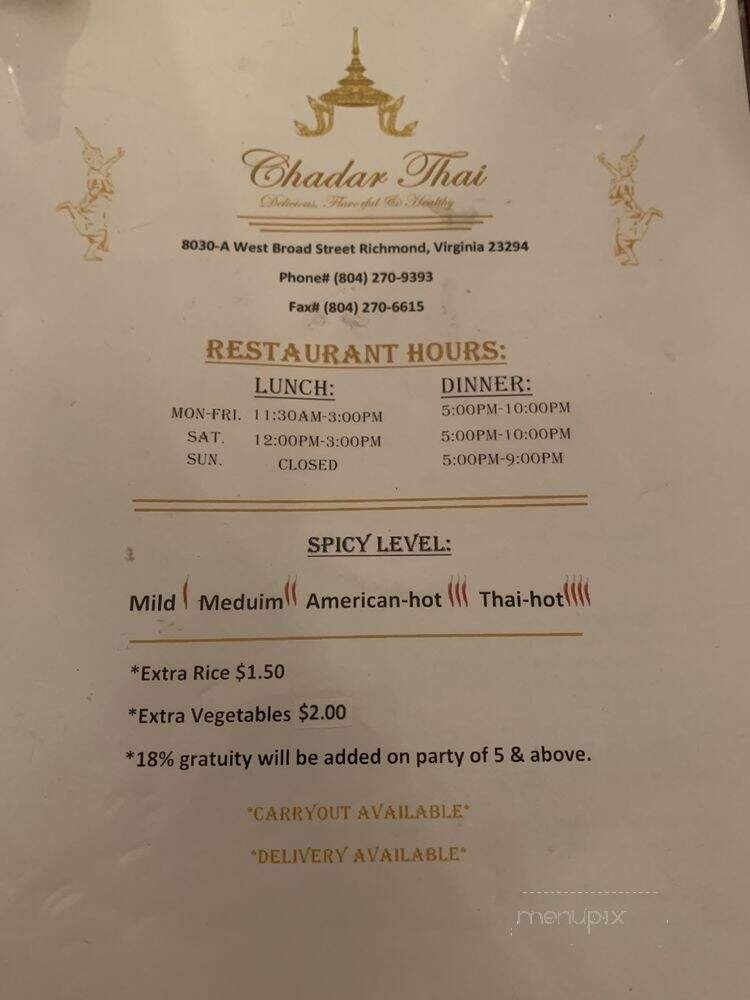 Chadar Thai
Delicious, Flavorful & Healthy
8030-A West Broad Street Richmond, Virginia 23294
Phone# (804) 270-9393
Fax# (804) 270-6615
RESTAURANT HOURS:
LUNCH: DINNER:
MON-FRI. 11:30AM-3:00PM 5:00PM-10:00PM
SAT. 12:00PM-3:00PM 5:00PM-10:00PM
SUN. CLOSED 5:00PM-9:00PM
SPICY LEVEL:
Mild Meduim American-hot Thai-hot
*Extra Rice $1.50
*Extra Vegetables $2.00
*18% gratuity will be added on party of 5 & above.
*CARRYOUT AVAILABLE*
*DELIVERY AVAILABLE*
menupix